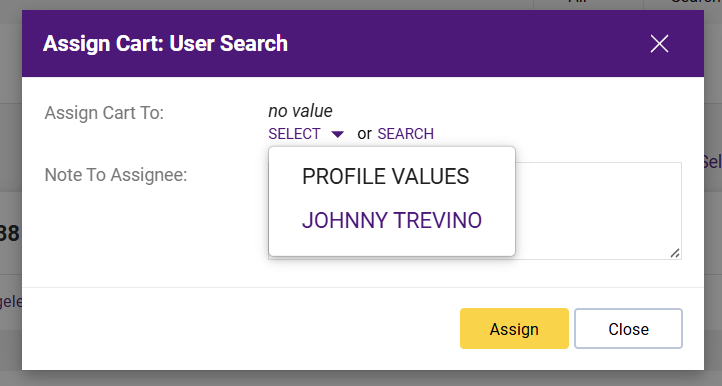 Assign Cart: User Search
Assign Cart To:
no value
SELECT or SEARCH
Note To Assignee:
PROFILE VALUES
JOHNNY TREVINO
Assign
Close
38